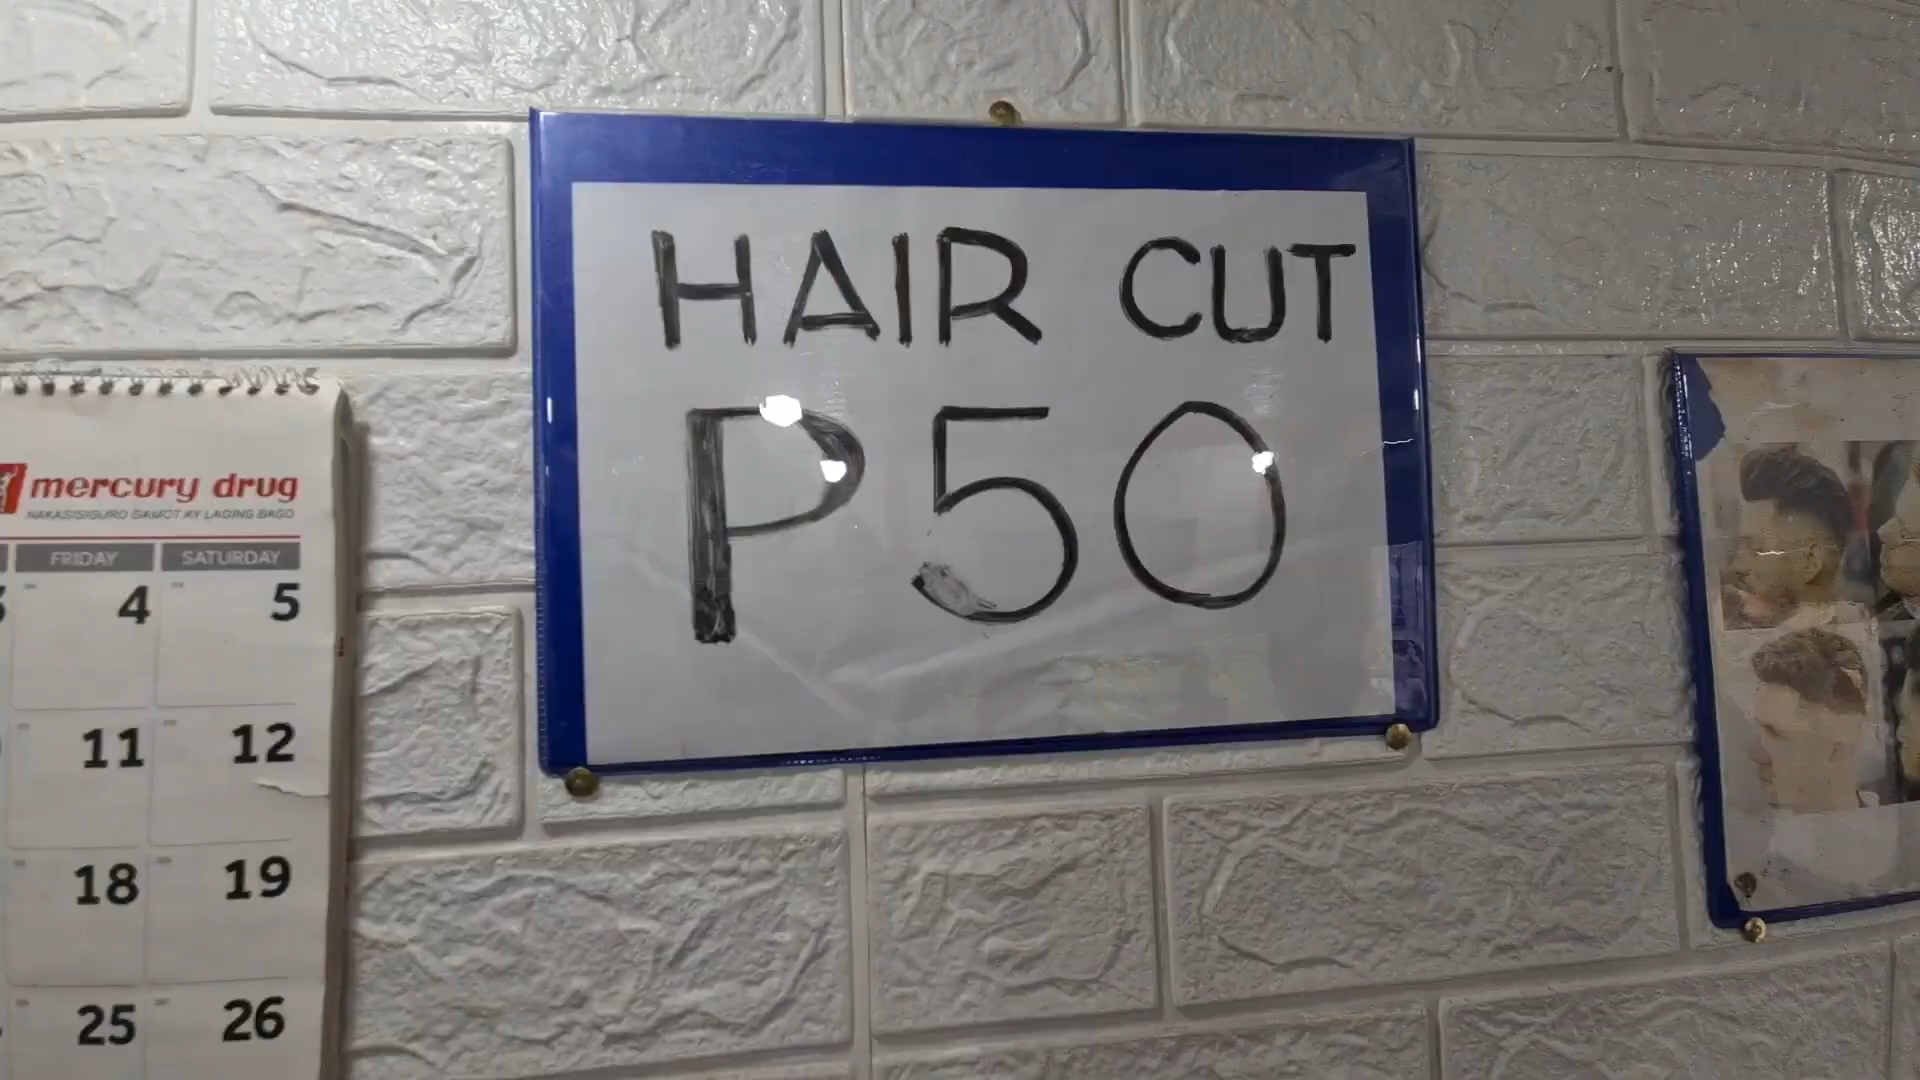 HAIR CUT
P50
mercury drug
NAKASISIGURO GAMOT AY LAGING BAGO
FRIDAY SATURDAY
4 5
11 12
18 19
25 26